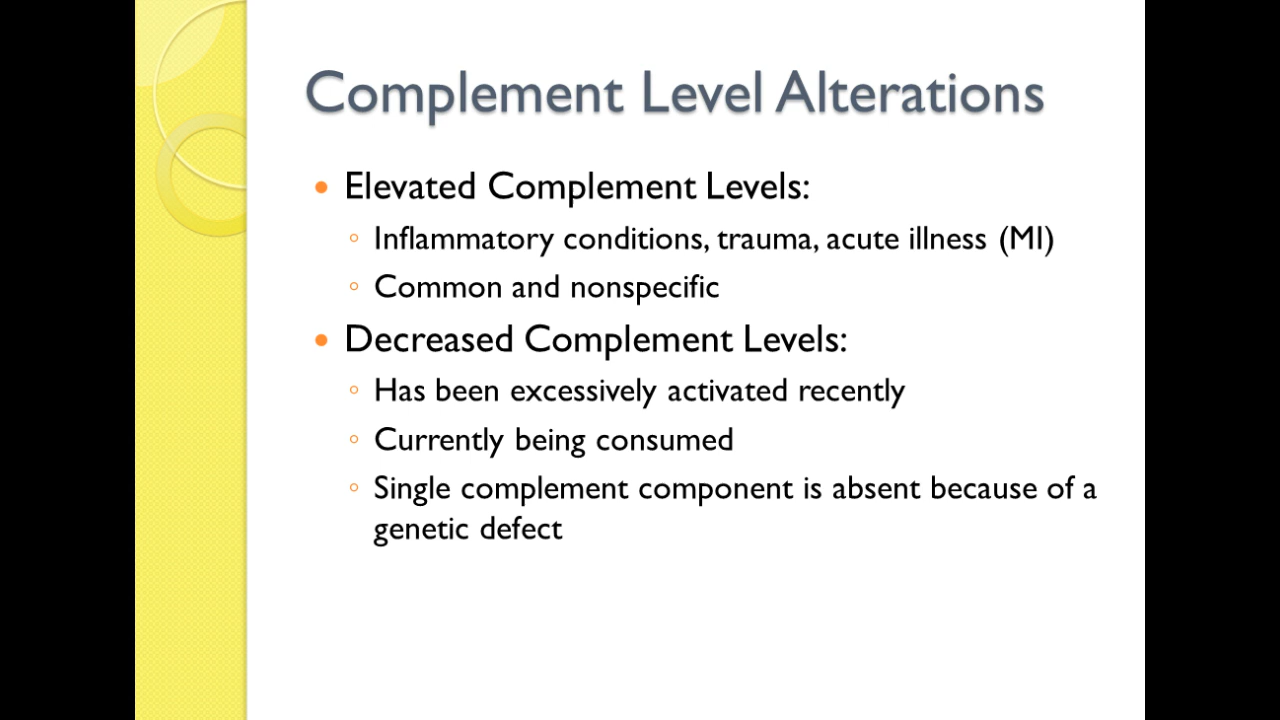 Complement Level Alterations
Elevated Complement Levels:
Inflammatory conditions, trauma, acute illness (MI)
Common and nonspecific
Decreased Complement Levels:
Has been excessively activated recently
Currently being consumed
Single complement component is absent because of a
genetic defect